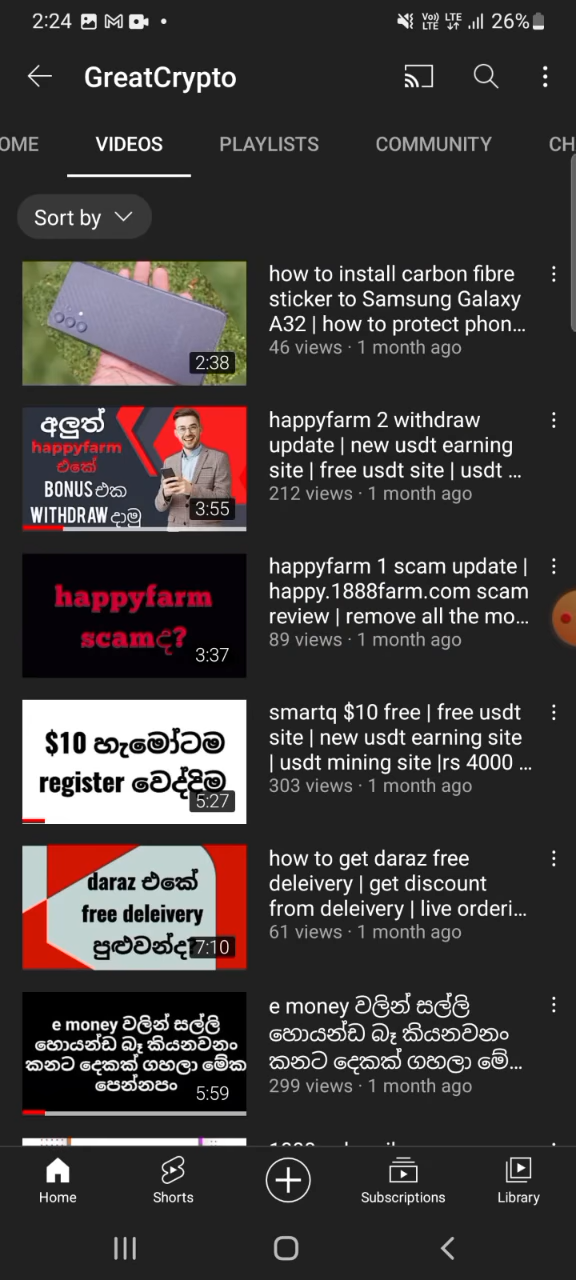 2:24
Vo)) LTE
LTE
26%
GreatCrypto
OME
VIDEOS
PLAYLISTS
COMMUNITY
CH
Sort by
2:38
how to install carbon fibre
sticker to Samsung Galaxy
A32 | how to protect phon...
46 views · 1 month ago
අලුත්
happyfarm
එකේ
BONUS එක
WITHDRAW දාමු
3:55
happyfarm 2 withdraw
update | new usdt earning
site | free usdt site | usdt ...
212 views · 1 month ago
happyfarm
scamද?
3:37
happyfarm 1 scam update |
happy.1888farm.com scam
review | remove all the mo...
89 views · 1 month ago
$10 හැමෝටම
register වෙද්දිම
5:27
smartq $10 free | free usdt
site | new usdt earning site
| usdt mining site |rs 4000 ...
303 views · 1 month ago
daraz එකේ
free deleivery
පුළුවන්ද?
7:10
how to get daraz free
deleivery | get discount
from deleivery | live orderi...
61 views · 1 month ago
e money වලින් සල්ලි
හොයන්ඩ බෑ කියනවනං
කනට දෙකක් ගහලා මේක
පෙන්නපං
5:59
e money වලින් සල්ලි
හොයන්ඩ බෑ කියනවනං
කනට දෙකක් ගහලා මේ...
299 views · 1 month ago
Home
Shorts
Subscriptions
Library